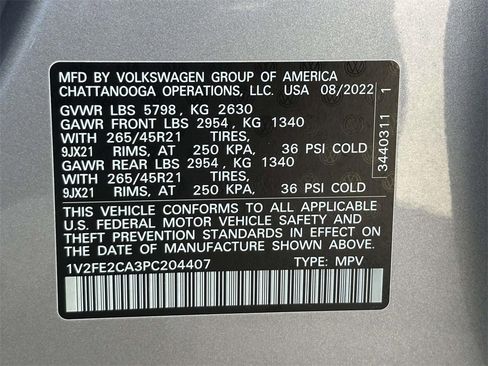 MFD BY VOLKSWAGEN GROUP OF AMERICA
CHATTANOOGA OPERATIONS, LLC. USA 08/2022
GVWR LBS 5798 , KG 2630
GAWR FRONT LBS 2954 , KG 1340
WITH 265/45R21 TIRES,
9JX21 RIMS, AT 250 KPA, 36 PSI COLD
GAWR REAR LBS 2954 , KG 1340
WITH 265/45R21 TIRES,
9JX21 RIMS, AT 250 KPA, 36 PSI COLD
THIS VEHICLE CONFORMS TO ALL APPLICABLE
U.S. FEDERAL MOTOR VEHICLE SAFETY AND
THEFT PREVENTION STANDARDS IN EFFECT ON
THE DATE OF MANUFACTURE SHOWN ABOVE.
1V2FE2CA3PC204407 TYPE: MPV
3440311 1